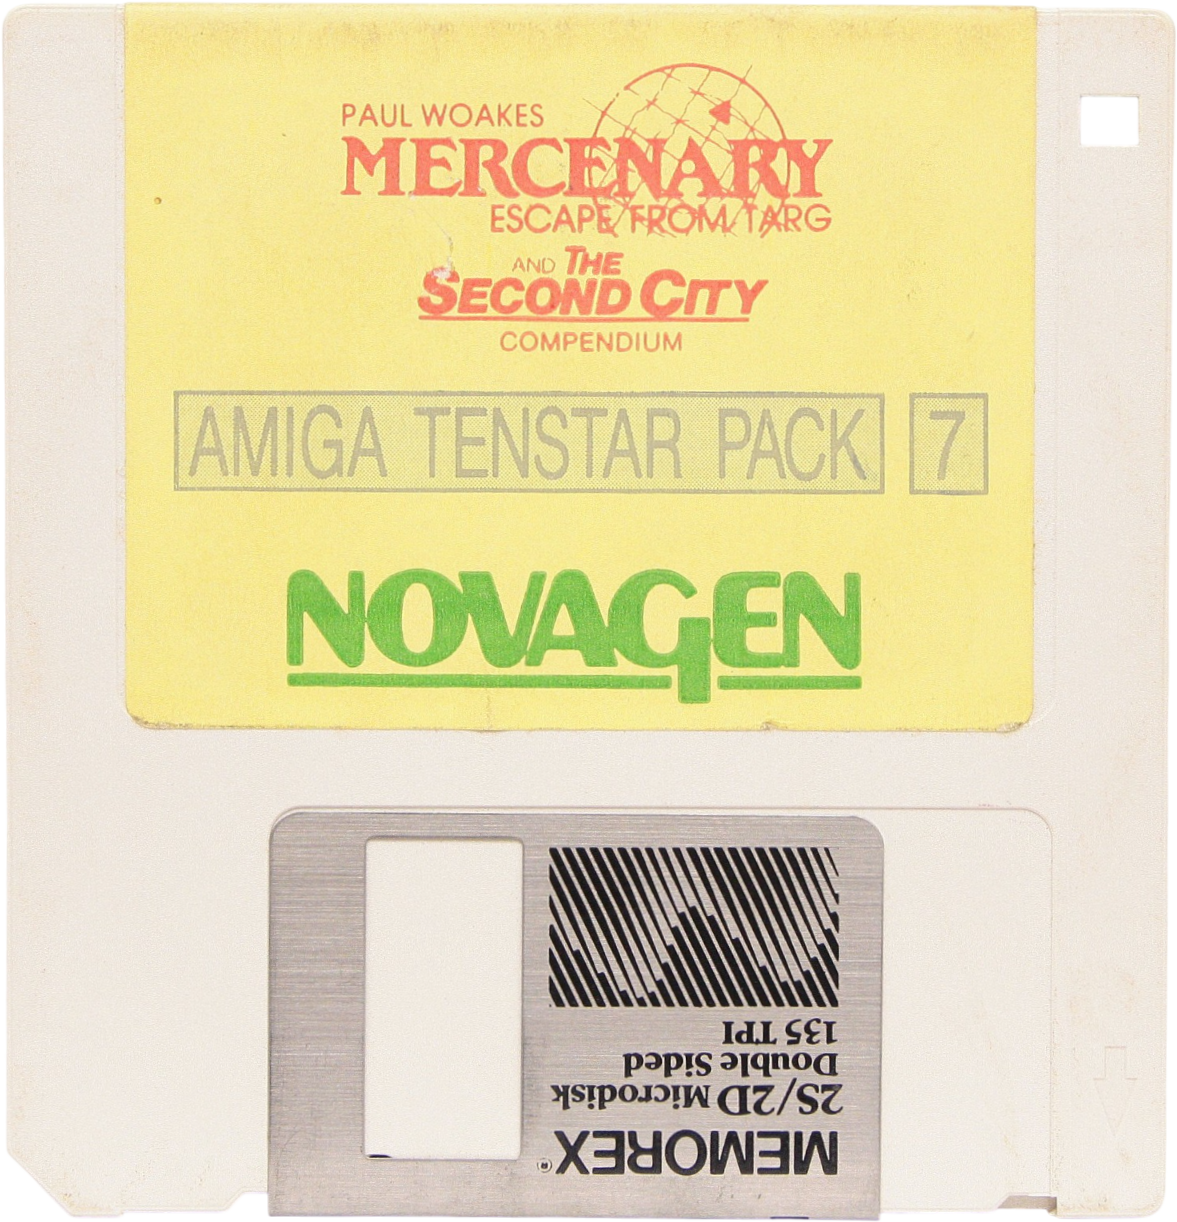 PAUL WOAKES
MERCENARY
ESCAPE FROM TARG
AND THE
SECOND CITY
COMPENDIUM
AMIGA TENSTAR PACK 7
NOVAGEN
MEMOREX®
2S/2D Microdisk
Double Sided
135 TPI